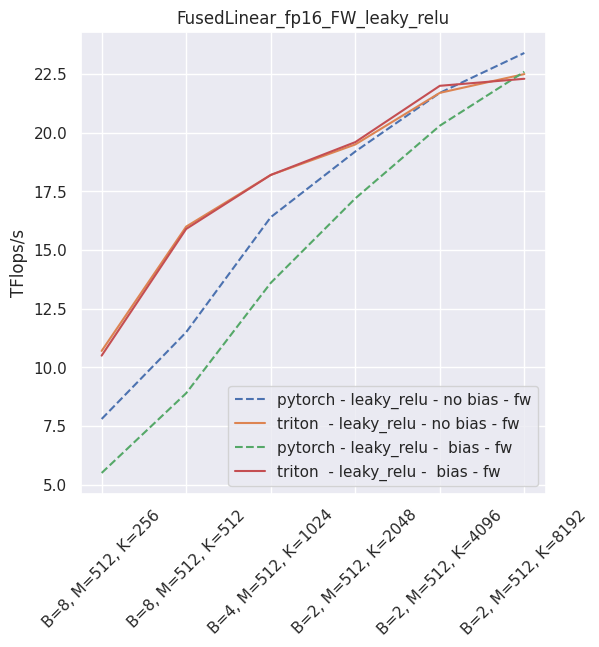 FusedLinear_fp16_FW_leaky_relu
TFlops/s
22.5
20.0
17.5
15.0
12.5
10.0
7.5
5.0
pytorch - leaky_relu - no bias - fw
triton  - leaky_relu - no bias - fw
pytorch - leaky_relu -  bias - fw
triton  - leaky_relu -  bias - fw
B=8, M=512, K=256
B=8, M=512, K=512
B=4, M=512, K=1024
B=2, M=512, K=2048
B=2, M=512, K=4096
B=2, M=512, K=8192